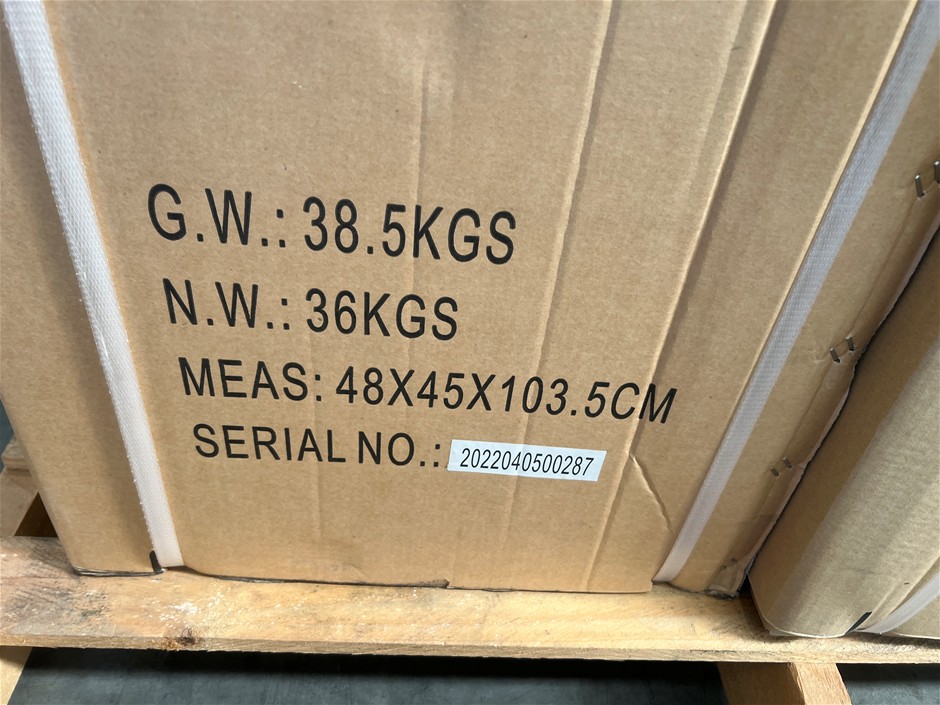 G.W.: 38.5KGS
N.W.: 36KGS
MEAS: 48X45X103.5CM
SERIAL NO.: 2022040500287